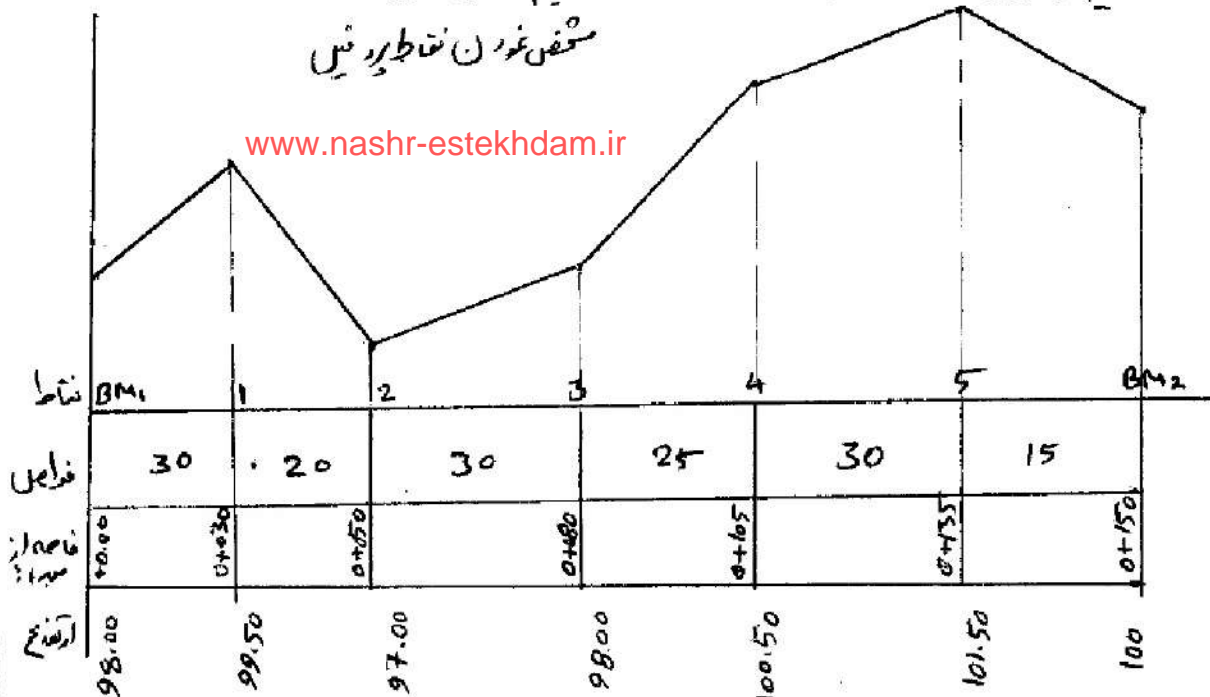 مشخص نمودن نقاط پروفیل
www.nashr-estekhdam.ir
نقاط BM1 1 2 3 4 5 BM2
فواصل 30 20 30 25 30 15
فاصله از مبدأ +0.00 0+030 0+050 0+080 0+105 0+135 0+150
ارتفاع 98.00 99.50 97.00 98.00 100.50 101.50 100